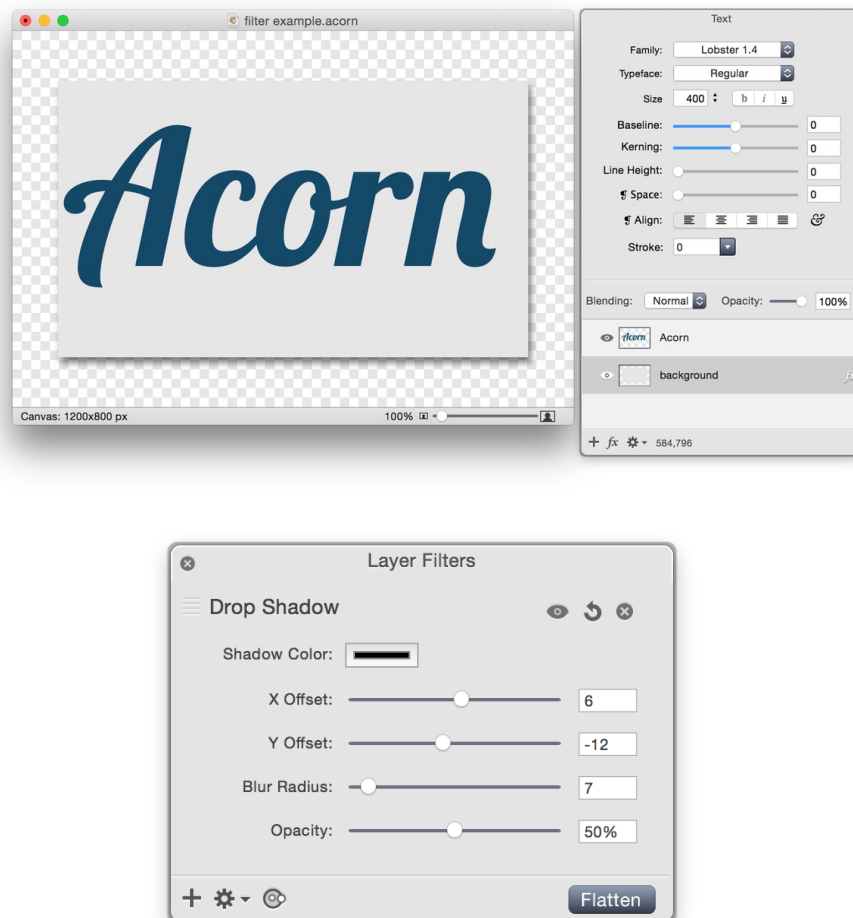 filter example.acorn
Acorn
Canvas: 1200x800 px
100%
Text
Family: Lobster 1.4
Typeface: Regular
Size 400 b i u
Baseline: 0
Kerning: 0
Line Height: 0
¶ Space: 0
¶ Align: &
Stroke: 0
Blending: Normal Opacity: 100%
Acorn Acorn
background fx
+ fx 584,796
Layer Filters
Drop Shadow
Shadow Color:
X Offset: 6
Y Offset: -12
Blur Radius: 7
Opacity: 50%
Flatten